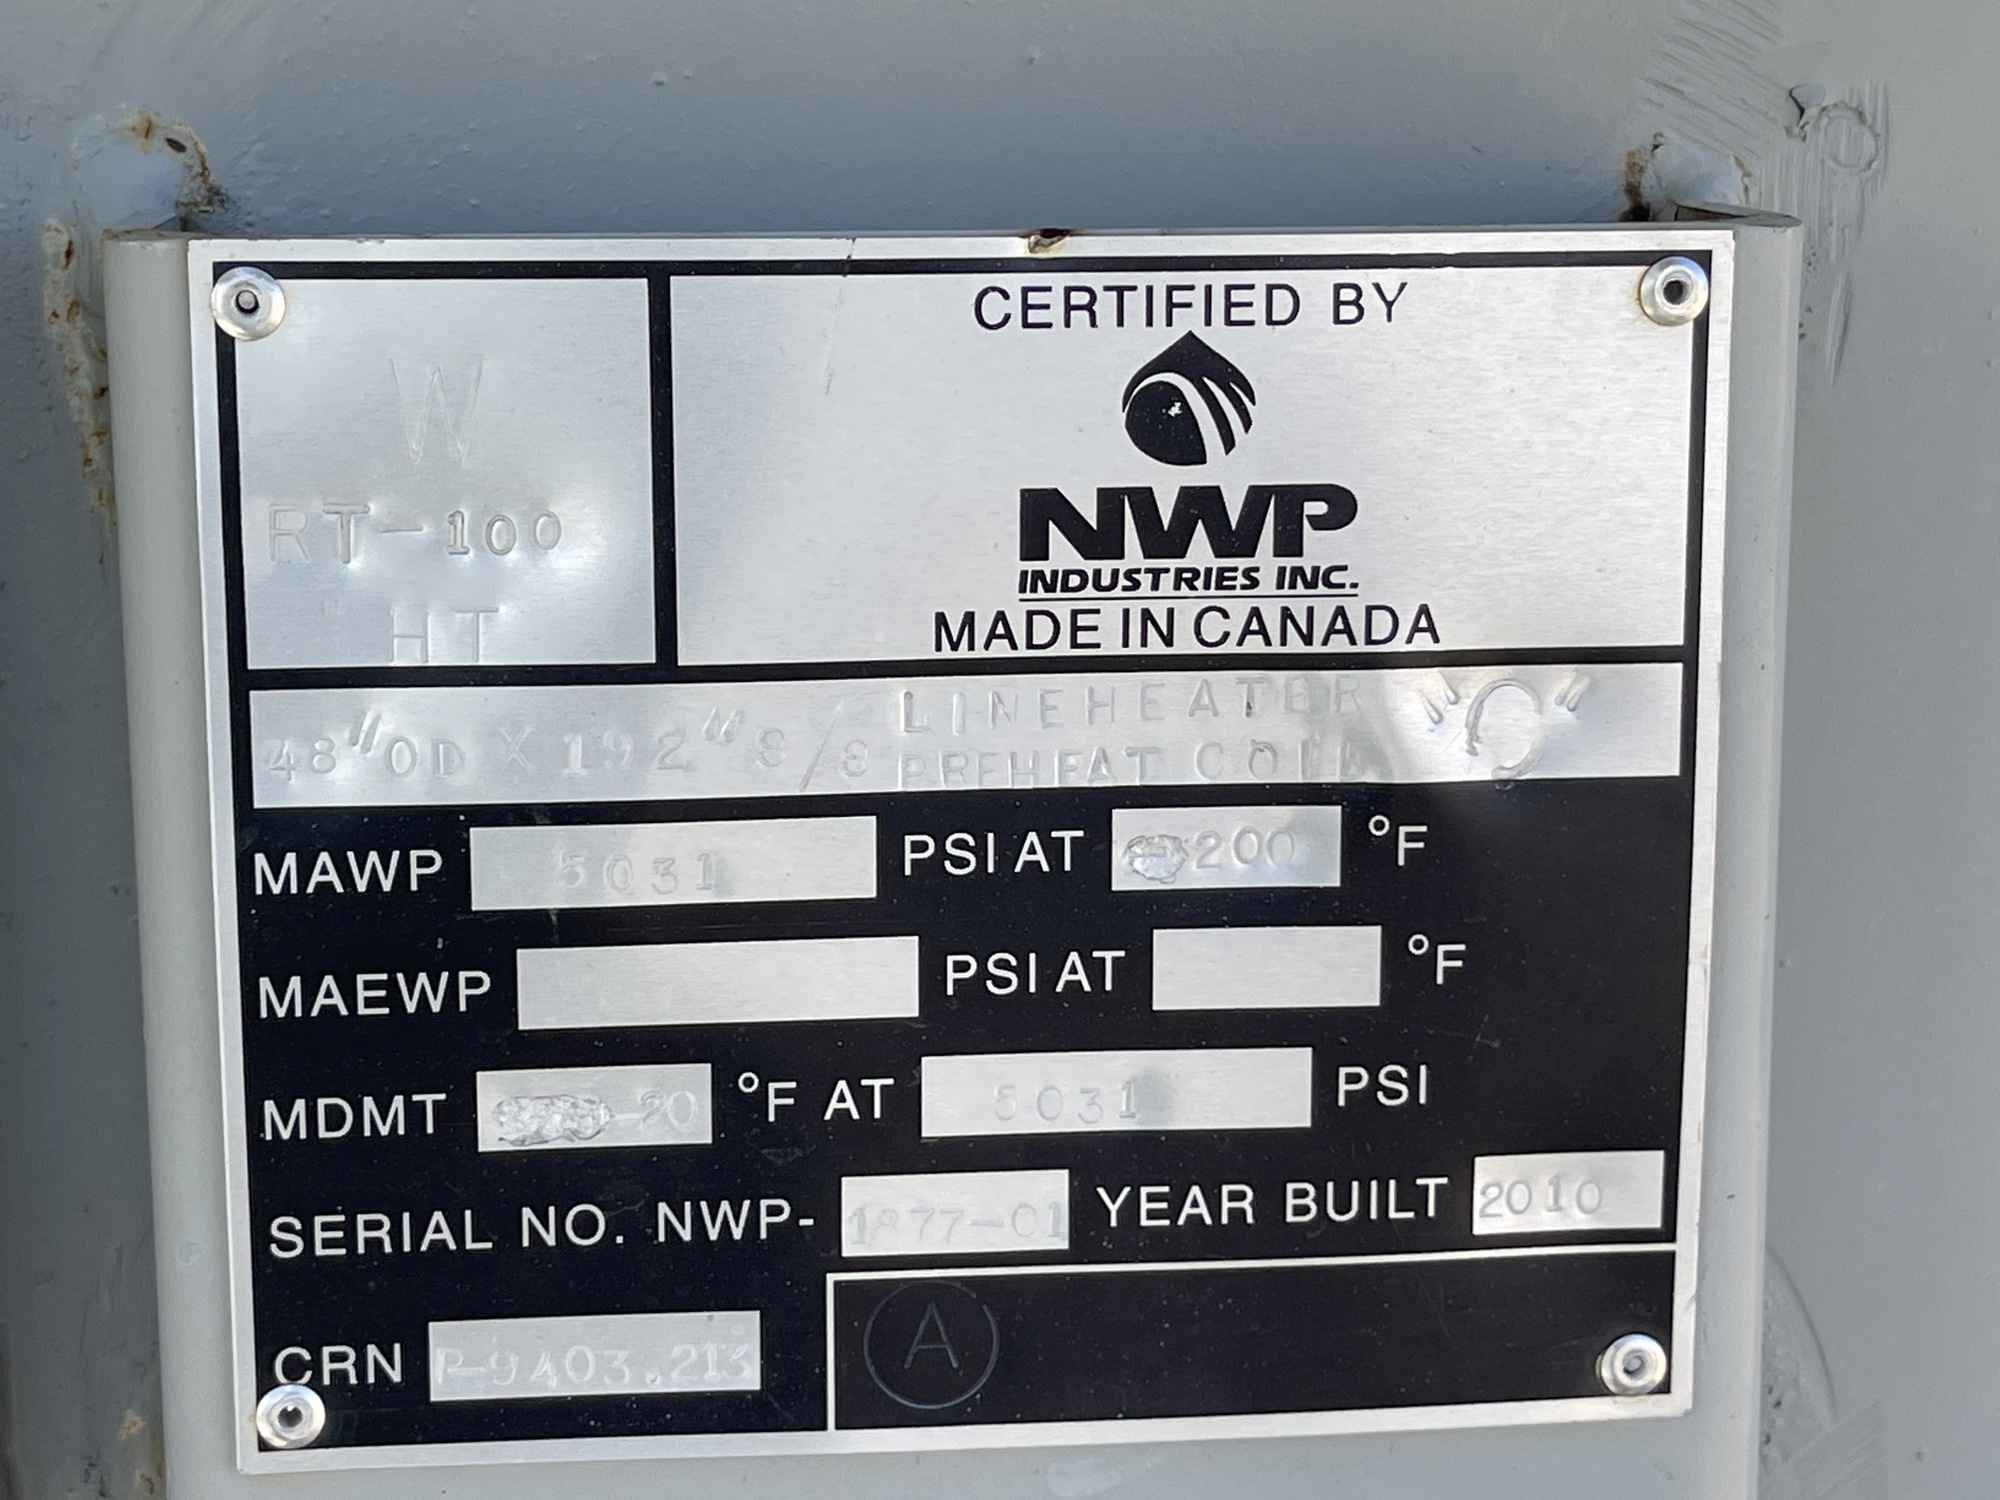 CERTIFIED BY
NWP
INDUSTRIES INC.
MADE IN CANADA
W
RT-100
HT
48"OD X 192" S/S LINEHEATER
PREHEAT COIL "C"
MAWP 5031 PSI AT 200 °F
MAEWP PSI AT °F
MDMT -20 °F AT 5031 PSI
SERIAL NO. NWP- 1877-01 YEAR BUILT 2010
CRN P-9403.213
A